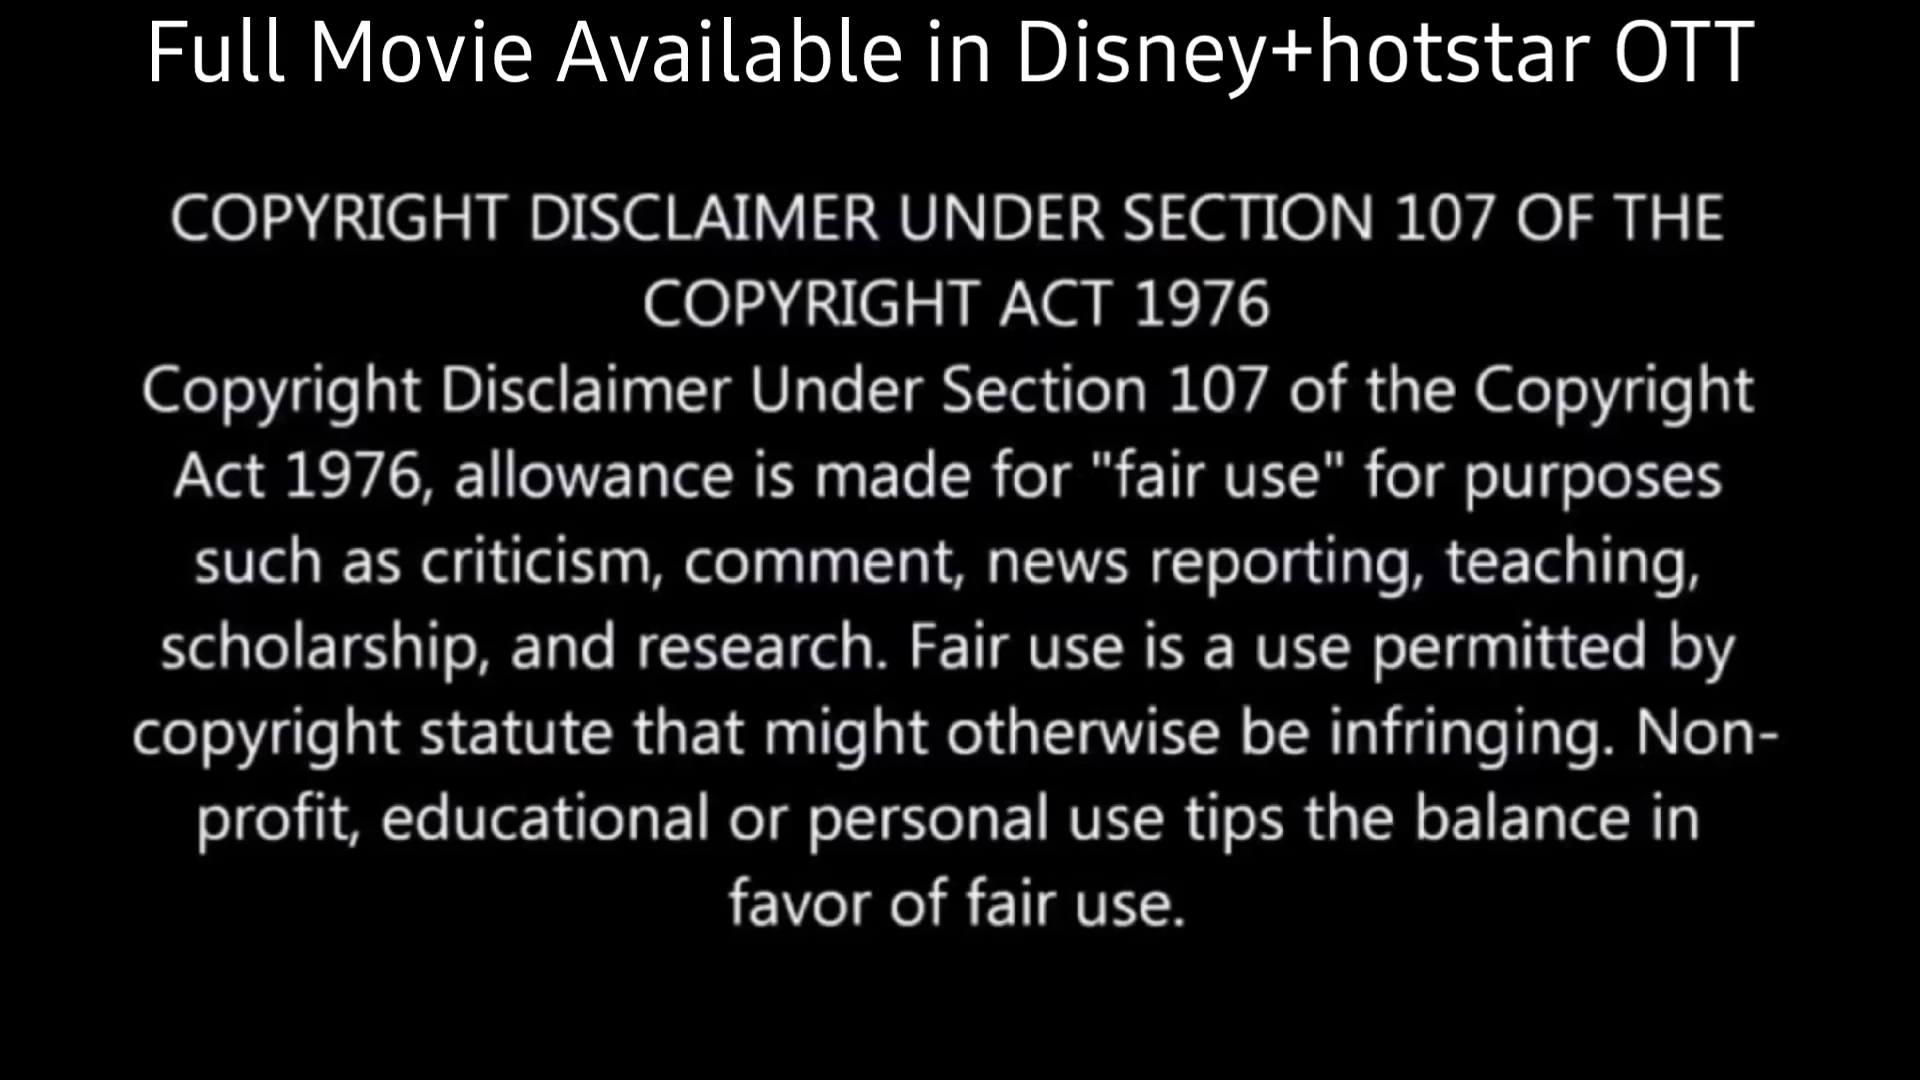 Full Movie Available in Disney+hotstar OTT
COPYRIGHT DISCLAIMER UNDER SECTION 107 OF THE
COPYRIGHT ACT 1976
Copyright Disclaimer Under Section 107 of the Copyright
Act 1976, allowance is made for "fair use" for purposes
such as criticism, comment, news reporting, teaching,
scholarship, and research. Fair use is a use permitted by
copyright statute that might otherwise be infringing. Non-
profit, educational or personal use tips the balance in
favor of fair use.